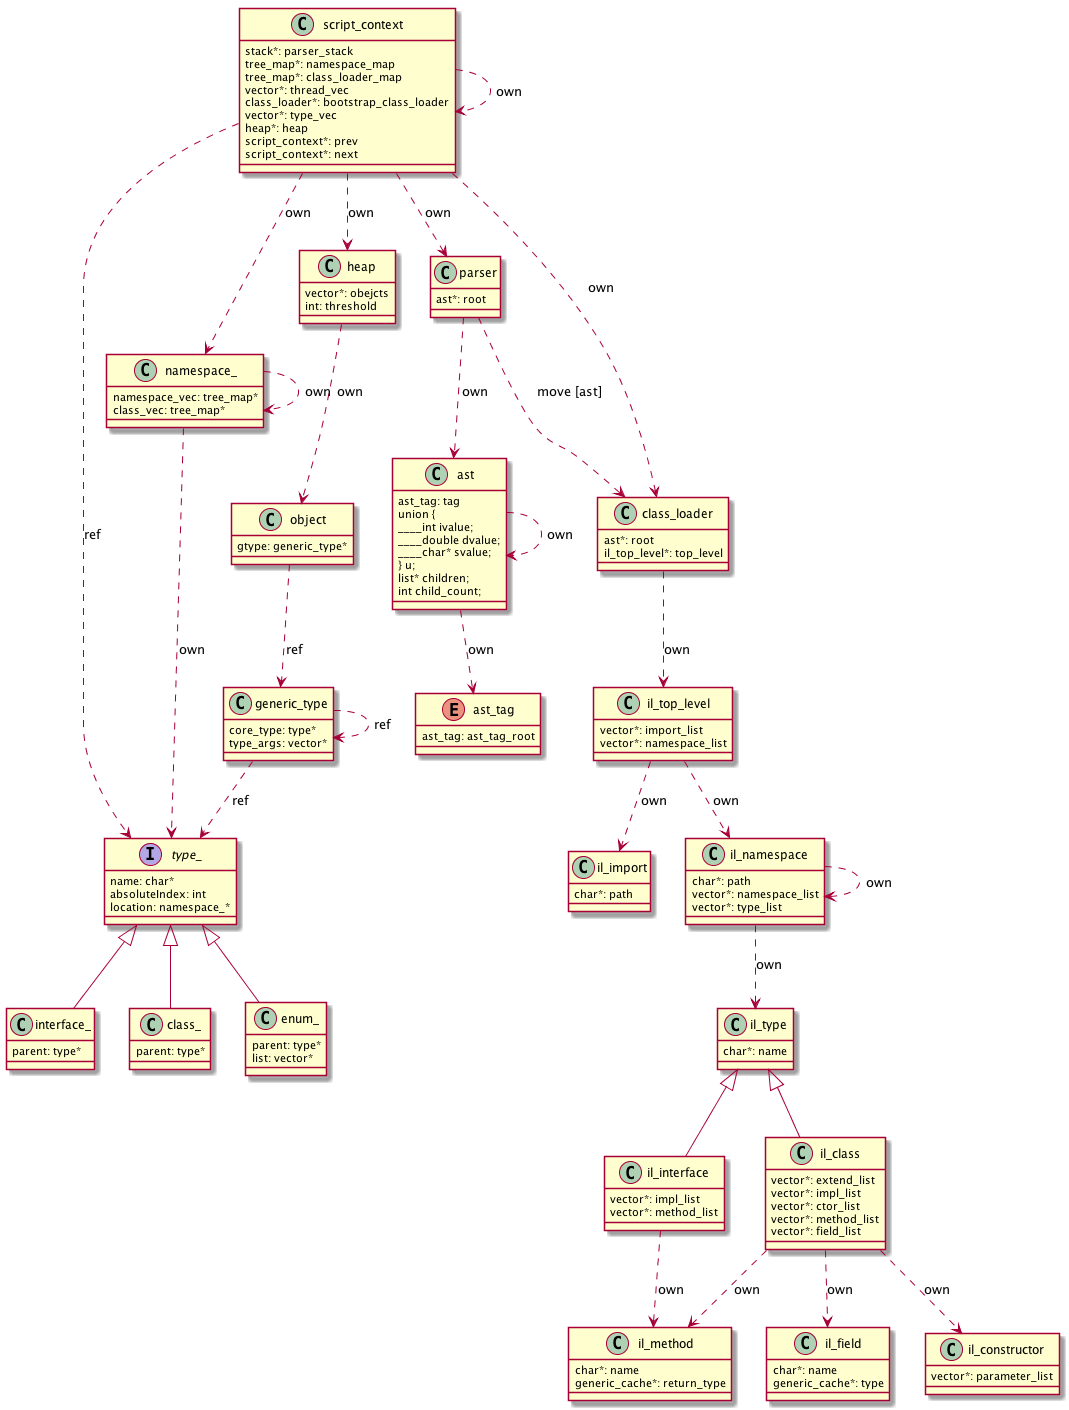 C script_context
stack*: parser_stack
tree_map*: namespace_map
tree_map*: class_loader_map
vector*: thread_vec
class_loader*: bootstrap_class_loader
vector*: type_vec
heap*: heap
script_context*: prev
script_context*: next
own
own
own
own
own
C heap
vector*: obejcts
int: threshold
C parser
ast*: root
C namespace_
namespace_vec: tree_map*
class_vec: tree_map*
own
own
own
move [ast]
C ast
ast_tag: tag
union {
____int ivalue;
____double dvalue;
____char* svalue;
} u;
list* children;
int child_count;
own
C object
gtype: generic_type*
C class_loader
ast*: root
il_top_level*: top_level
ref
own
ref
own
own
C generic_type
core_type: type*
type_args: vector*
ref
E ast_tag
ast_tag: ast_tag_root
C il_top_level
vector*: import_list
vector*: namespace_list
ref
own
own
I type_
name: char*
absoluteIndex: int
location: namespace_*
C il_import
char*: path
C il_namespace
char*: path
vector*: namespace_list
vector*: type_list
own
own
C interface_
parent: type*
C class_
parent: type*
C enum_
parent: type*
list: vector*
C il_type
char*: name
C il_interface
vector*: impl_list
vector*: method_list
C il_class
vector*: extend_list
vector*: impl_list
vector*: ctor_list
vector*: method_list
vector*: field_list
own
own
own
own
C il_method
char*: name
generic_cache*: return_type
C il_field
char*: name
generic_cache*: type
C il_constructor
vector*: parameter_list